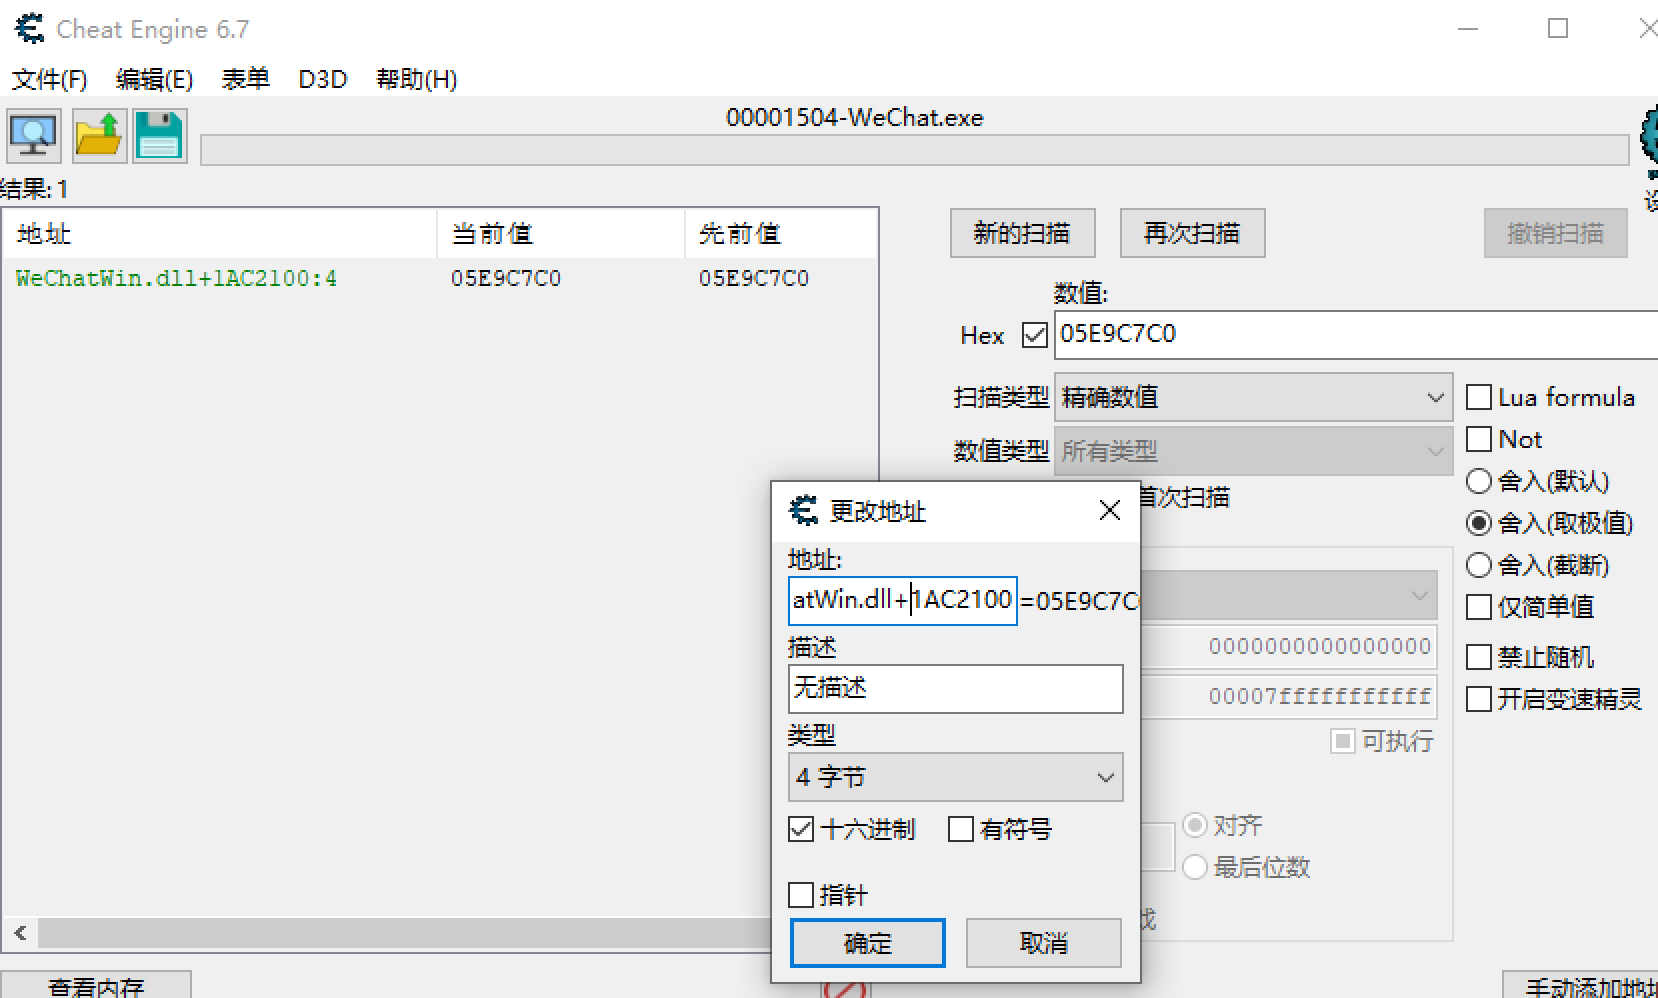 Cheat Engine 6.7
文件(F) 编辑(E) 表单 D3D 帮助(H)
00001504-WeChat.exe
结果: 1
地址 当前值 先前值
WeChatWin.dll+1AC2100:4 05E9C7C0 05E9C7C0
新的扫描 再次扫描 撤销扫描
数值:
Hex 05E9C7C0
扫描类型 精确数值
数值类型 所有类型
Lua formula
Not
舍入(默认)
舍入(取极值)
舍入(截断)
仅简单值
禁止随机
开启变速精灵
首次扫描
0000000000000000
00007fffffffffff
可执行
对齐
最后位数
更改地址
地址:
atWin.dll+1AC2100 =05E9C7C
描述
无描述
类型
4 字节
十六进制 有符号
指针
确定 取消
查看内存 手动添加地址